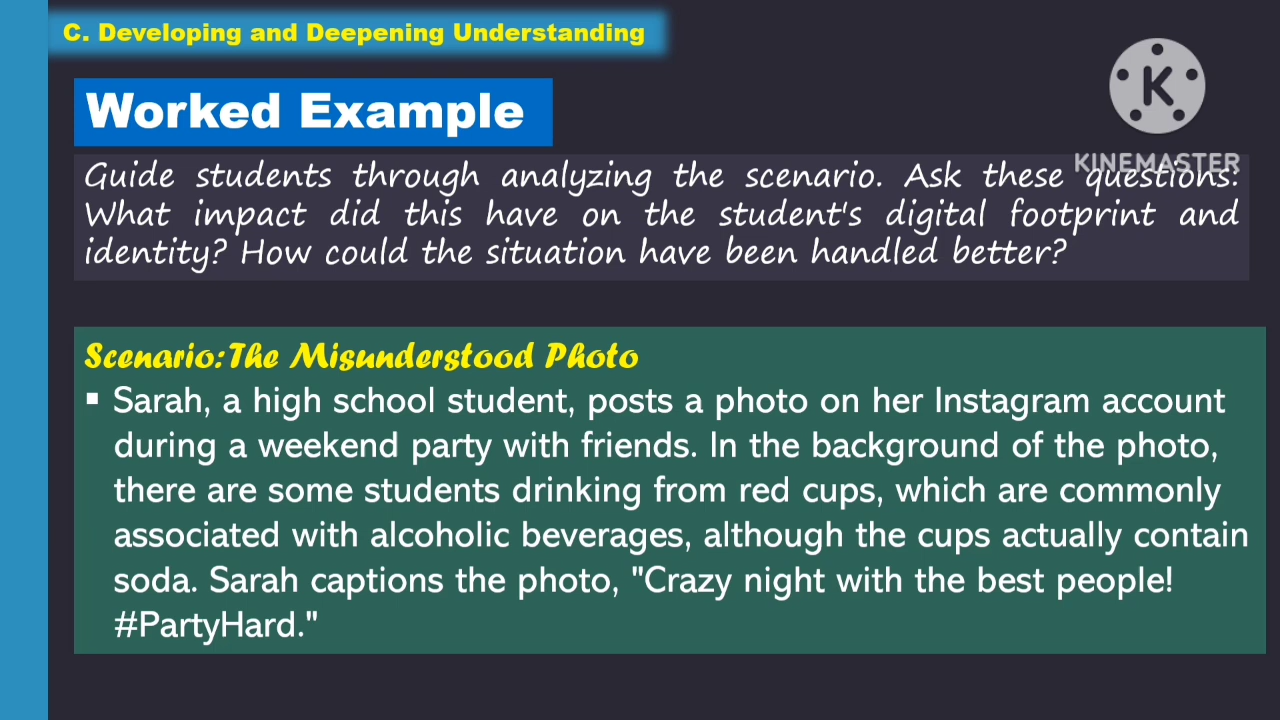 C. Developing and Deepening Understanding
Worked Example
K
KINEMASTER
Guide students through analyzing the scenario. Ask these questions:
What impact did this have on the student's digital footprint and
identity? How could the situation have been handled better?
Scenario: The Misunderstood Photo
▪ Sarah, a high school student, posts a photo on her Instagram account
during a weekend party with friends. In the background of the photo,
there are some students drinking from red cups, which are commonly
associated with alcoholic beverages, although the cups actually contain
soda. Sarah captions the photo, "Crazy night with the best people!
#PartyHard."